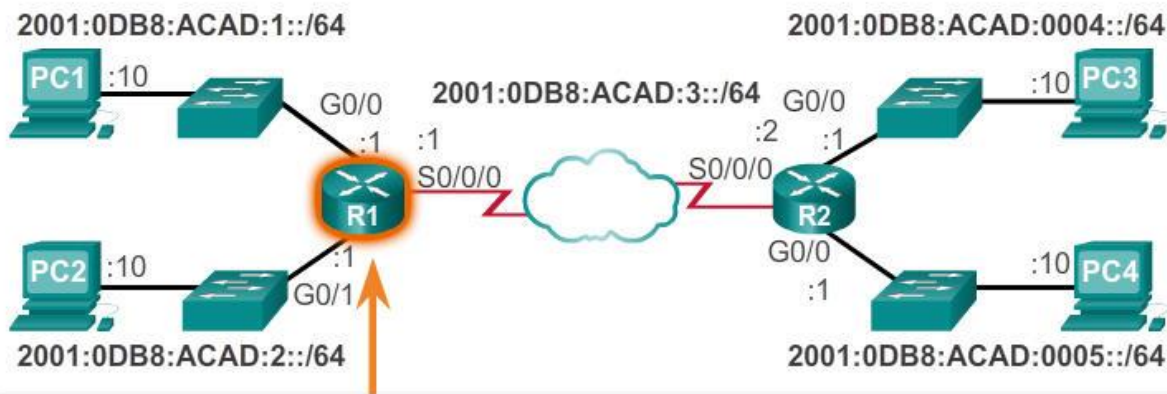 2001:0DB8:ACAD:1::/64
2001:0DB8:ACAD:0004::/64
PC1
:10
G0/0
:1
:1
S0/0/0
R1
2001:0DB8:ACAD:3::/64
:2
S0/0/0
G0/0
:1
R2
:10
PC3
PC2
:10
:1
G0/1
G0/0
:1
:10
PC4
2001:0DB8:ACAD:2::/64
2001:0DB8:ACAD:0005::/64